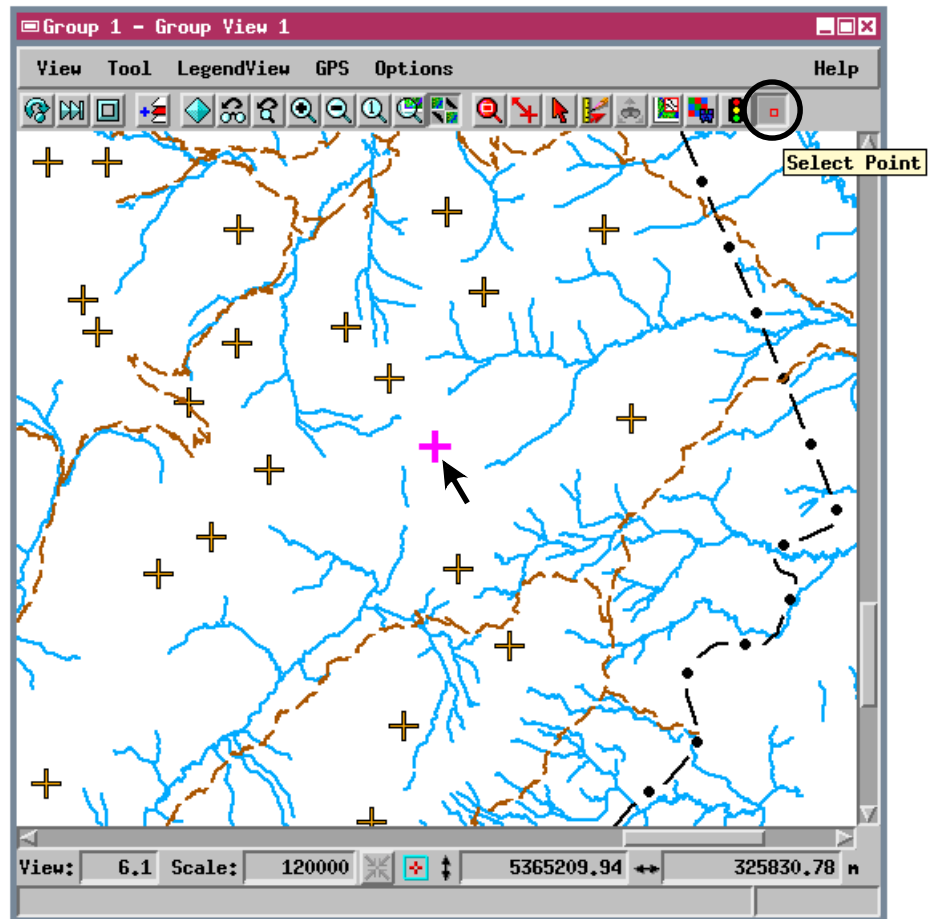 Group 1 - Group View 1
View Tool LegendView GPS Options Help
1
Select Point
View: 6.1 Scale: 120000 5365209.94 325830.78 m